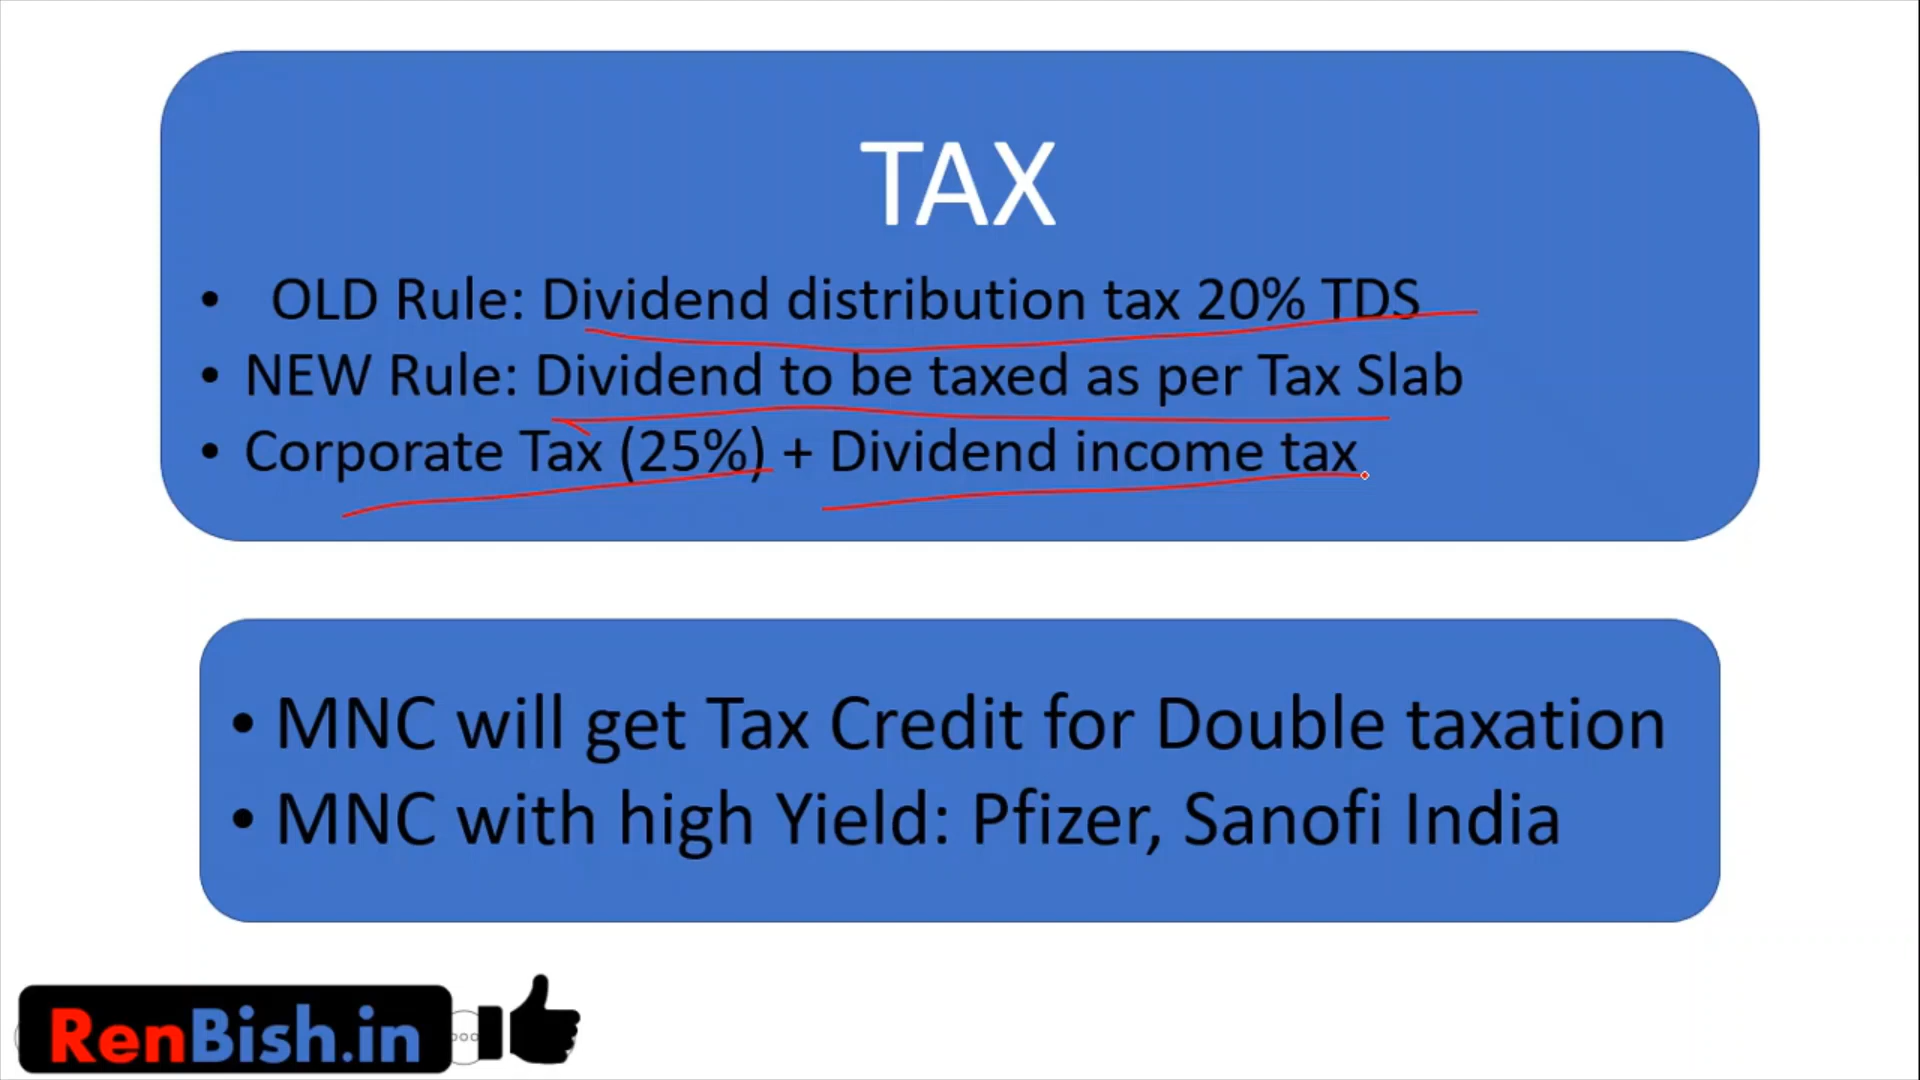 TAX
• OLD Rule: Dividend distribution tax 20% TDS
• NEW Rule: Dividend to be taxed as per Tax Slab
• Corporate Tax (25%) + Dividend income tax
• MNC will get Tax Credit for Double taxation
• MNC with high Yield: Pfizer, Sanofi India
RenBish.in